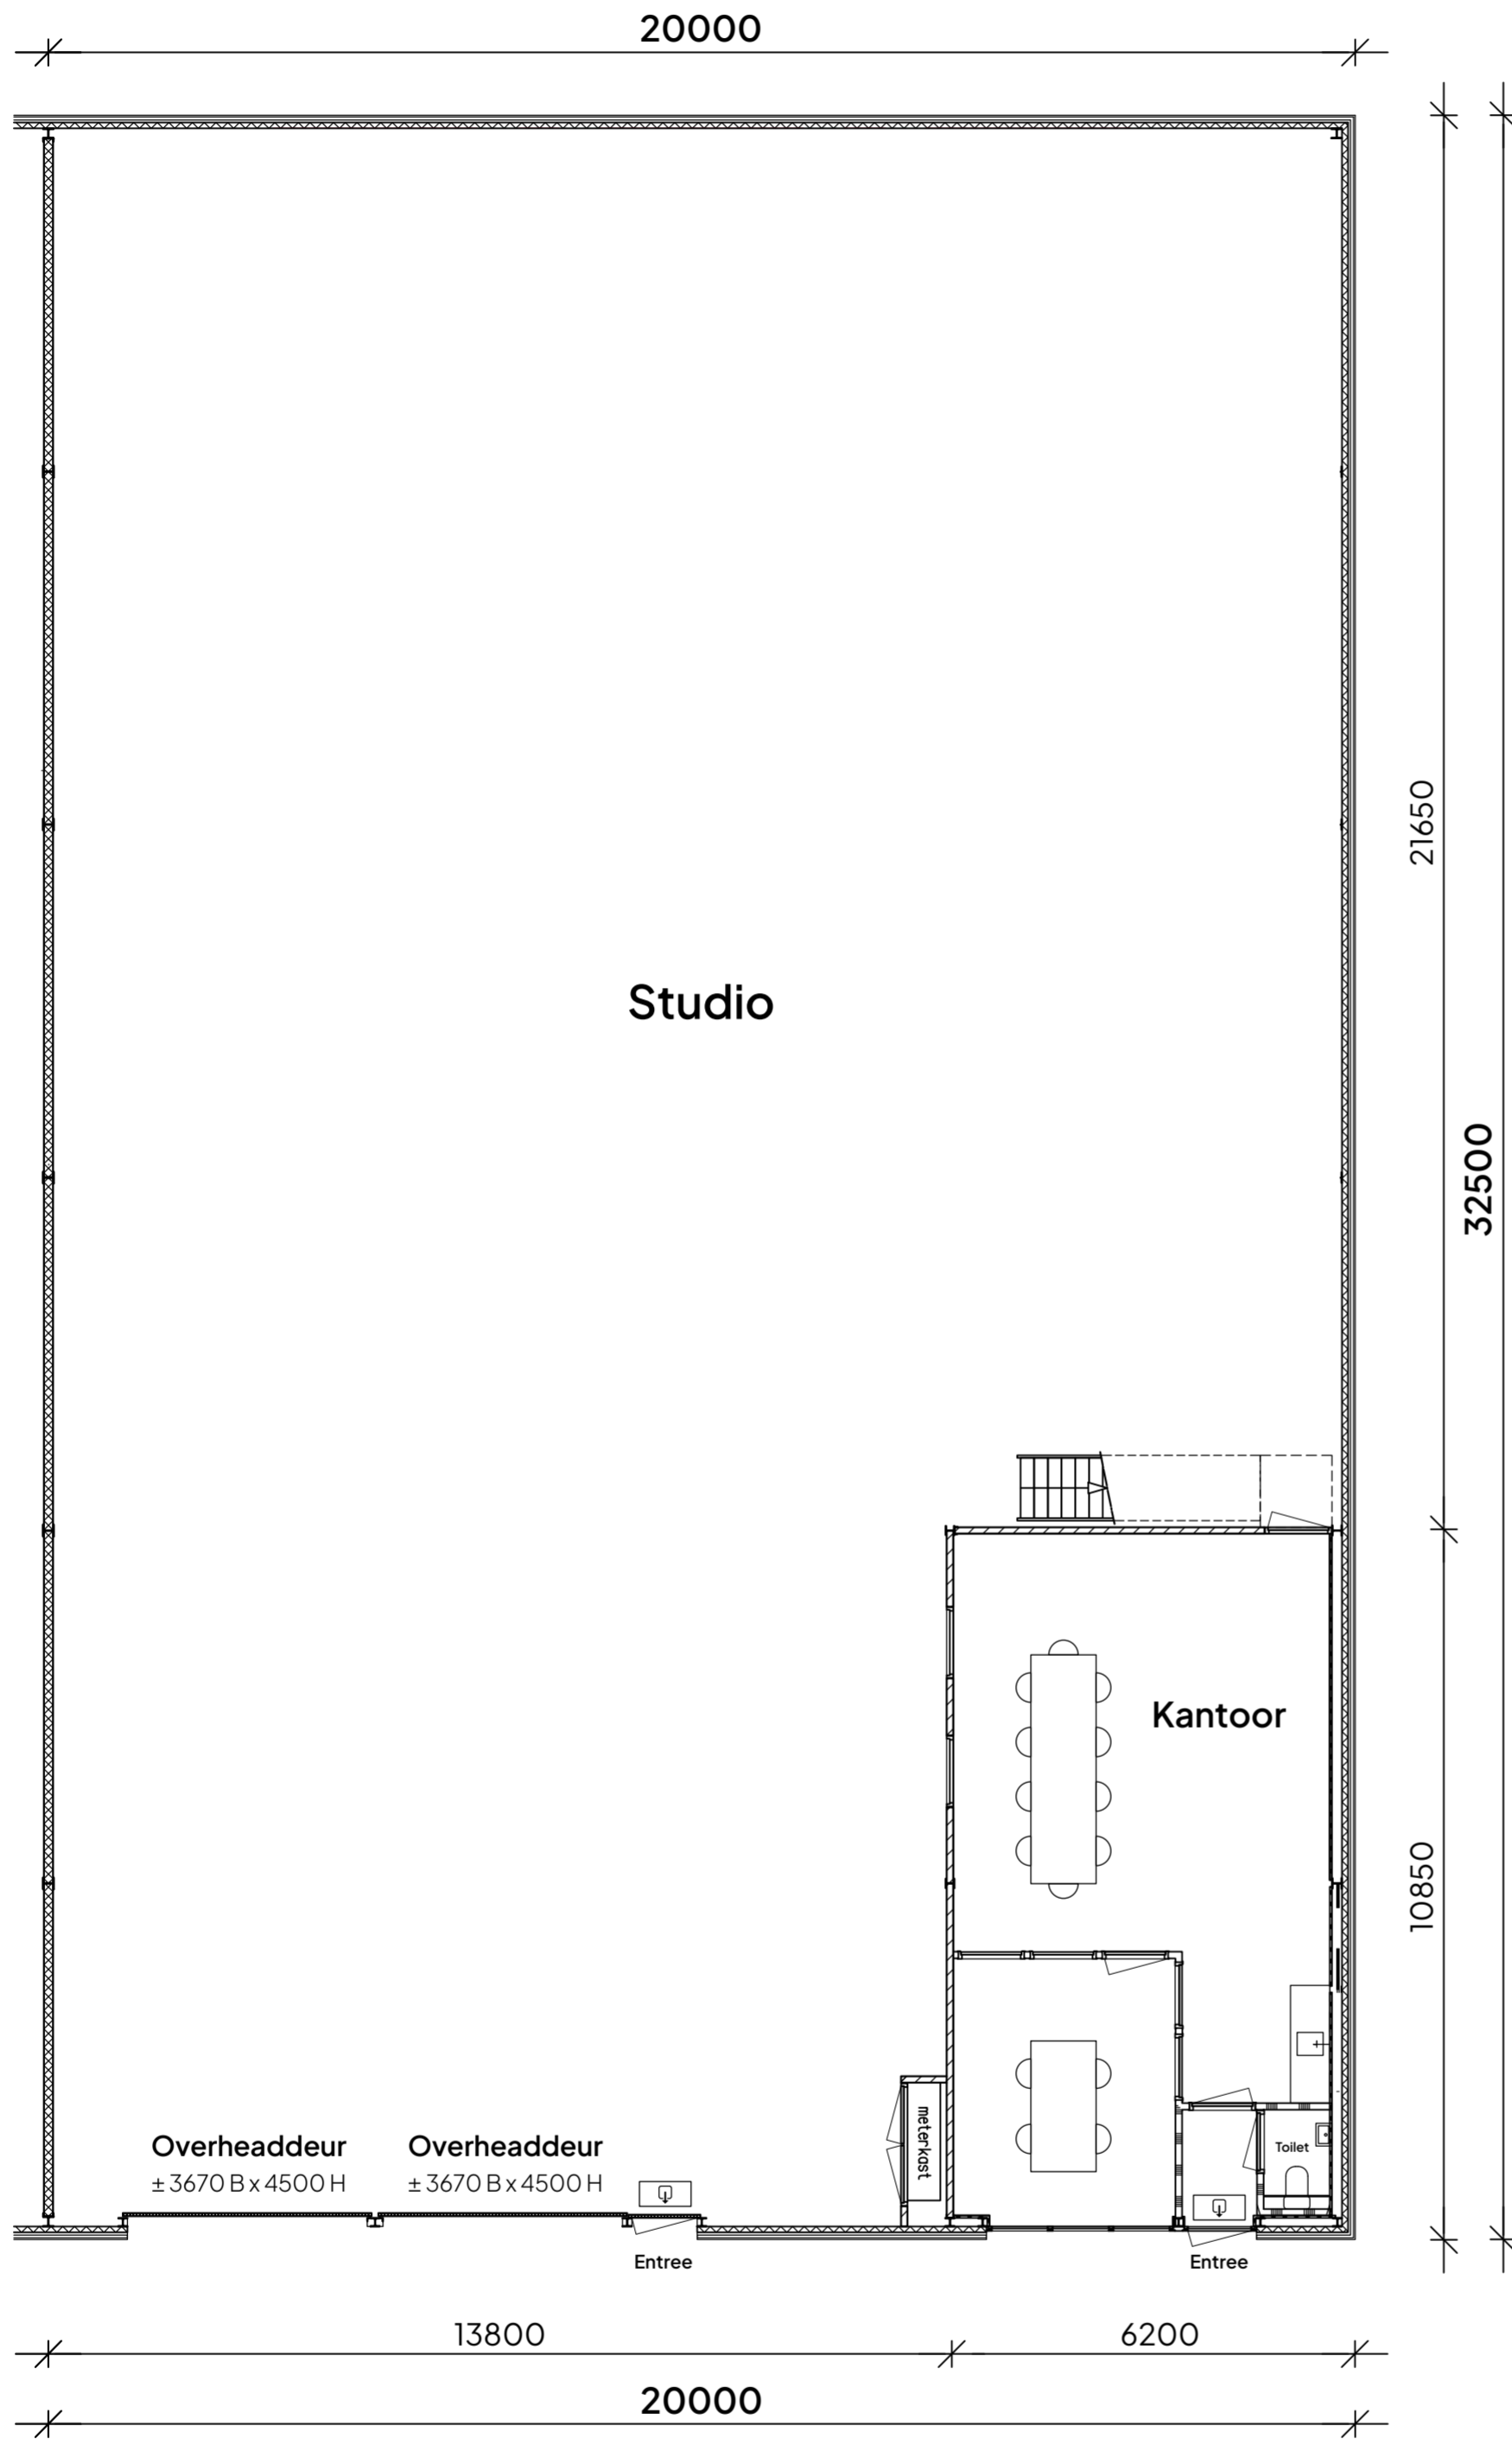 20000
21650
Studio
32500
Kantoor
10850
meterkast
Toilet
Overheaddeur
± 3670 B x 4500 H
Overheaddeur
± 3670 B x 4500 H
Entree
Entree
13800
6200
20000